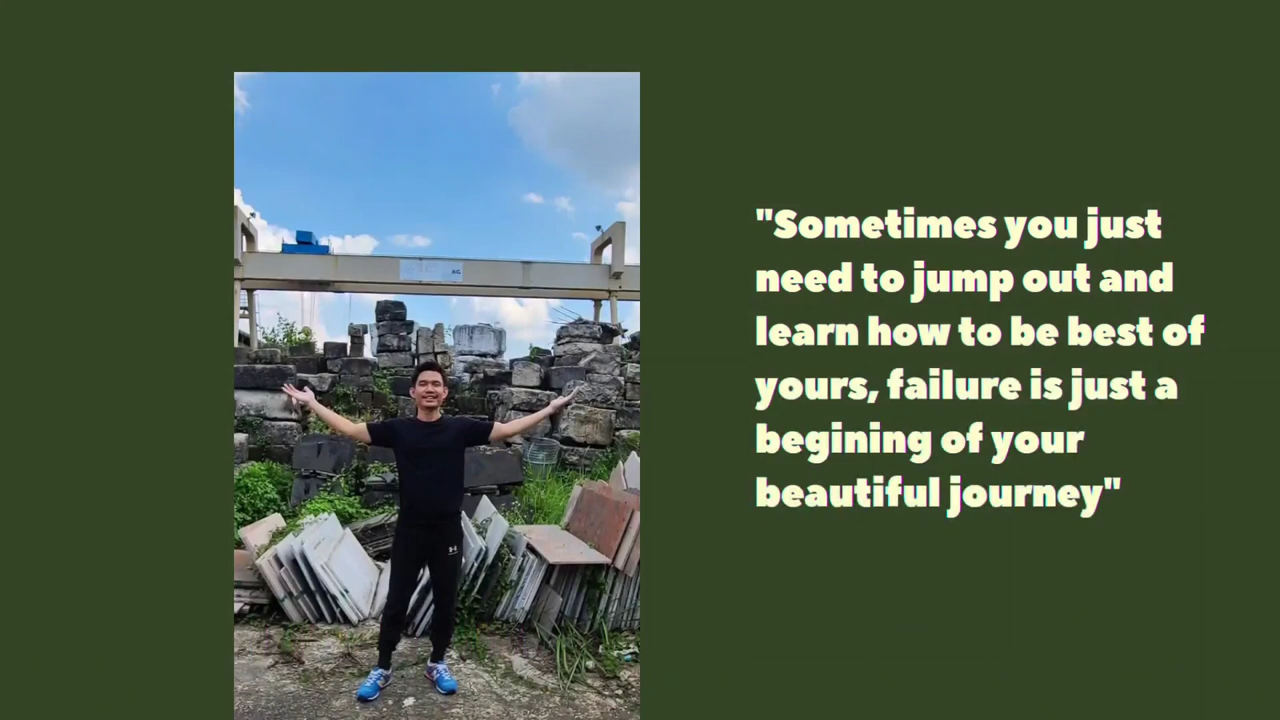 AG
"Sometimes you just
need to jump out and
learn how to be best of
yours, failure is just a
begining of your
beautiful journey"